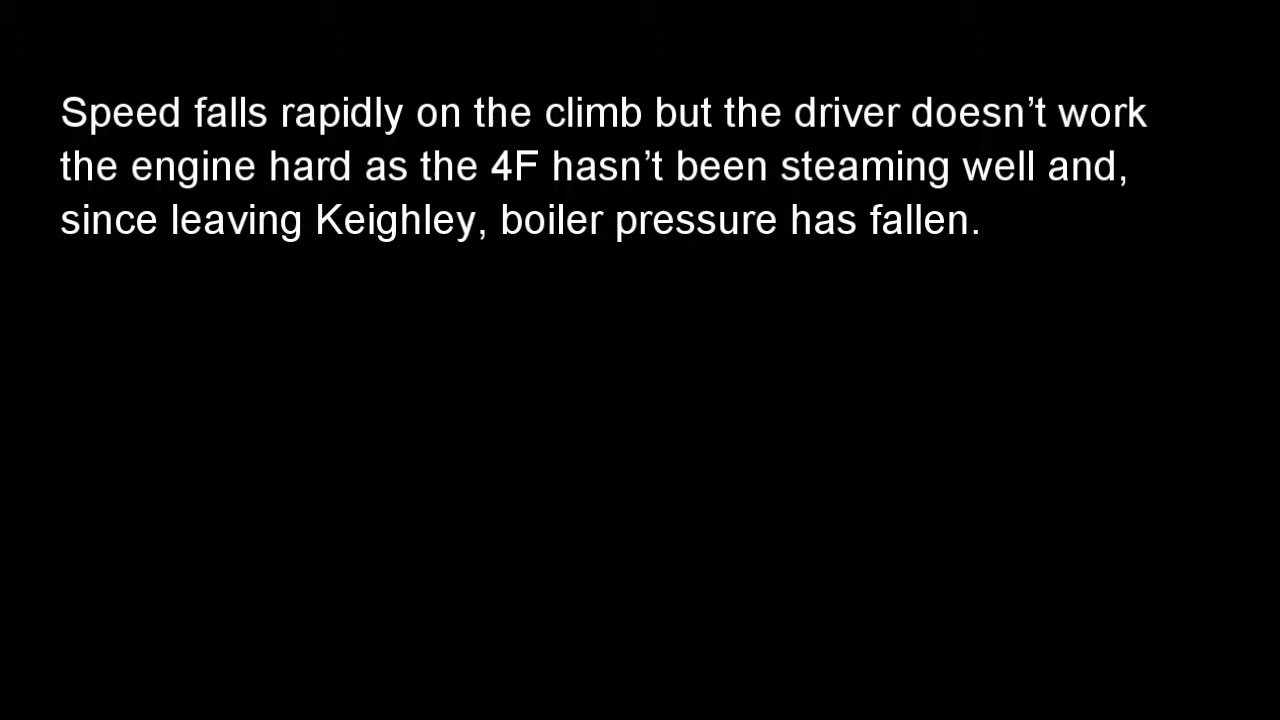 Speed falls rapidly on the climb but the driver doesn’t work
the engine hard as the 4F hasn’t been steaming well and,
since leaving Keighley, boiler pressure has fallen.